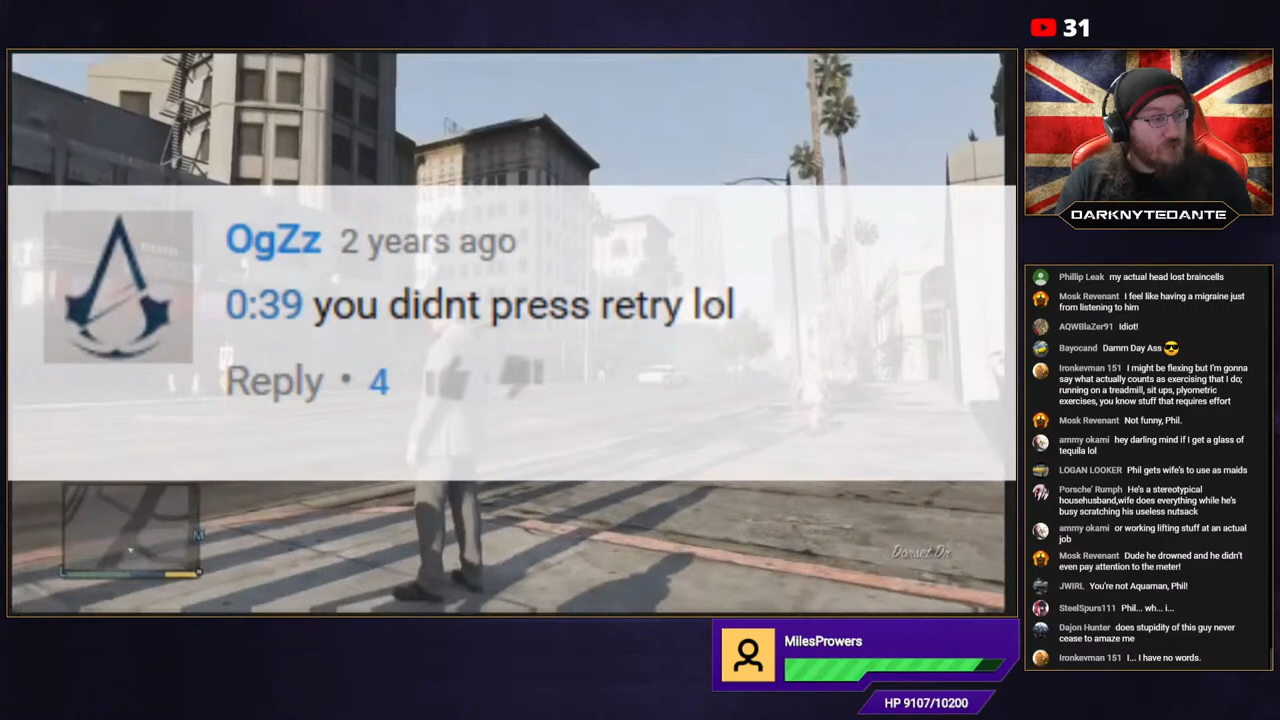 31
OgZz 2 years ago
0:39 you didnt press retry lol
Reply • 4
M
Dorset Dr
DARKNYTEDANTE
Phillip Leak my actual head lost braincells
Mosk Revenant I feel like having a migraine just
from listening to him
AQWBlaZer91 Idiot!
Bayocand Damm Day Ass 😎
Ironkevman 151 I might be flexing but I'm gonna
say what actually counts as exercising that I do;
running on a treadmill, sit ups, plyometric
exercises, you know stuff that requires effort
Mosk Revenant Not funny, Phil.
ammy okami hey darling mind if I get a glass of
tequila lol
LOGAN LOOKER Phil gets wife's to use as maids
Porsche' Rumph He's a stereotypical
househusband,wife does everything while he's
busy scratching his useless nutsack
ammy okami or working lifting stuff at an actual
job
Mosk Revenant Dude he drowned and he didn't
even pay attention to the meter!
JWIRL You're not Aquaman, Phil!
SteelSpurs111 Phil... wh... i...
Dajon Hunter does stupidity of this guy never
cease to amaze me
Ironkevman 151 I... I have no words.
MilesProwers
HP 9107/10200